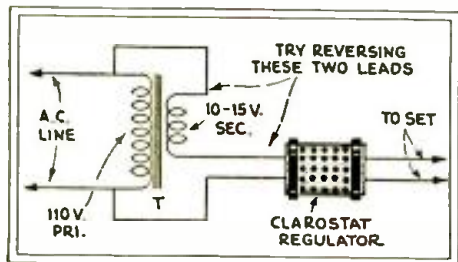 TRY REVERSING
THESE TWO LEADS
A.C.
LINE
10-15 V.
SEC.
TO SET
110 V.
PRI.
T
CLAROSTAT
REGULATOR